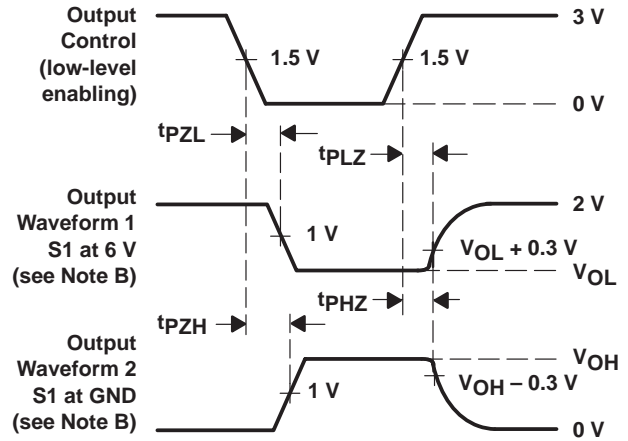 Output
Control
(low-level
enabling)
3 V
1.5 V
1.5 V
0 V
tPZL
tPLZ
Output
Waveform 1
S1 at 6 V
(see Note B)
2 V
1 V
VOL + 0.3 V
VOL
tPHZ
tPZH
Output
Waveform 2
S1 at GND
(see Note B)
VOH
1 V
VOH – 0.3 V
0 V